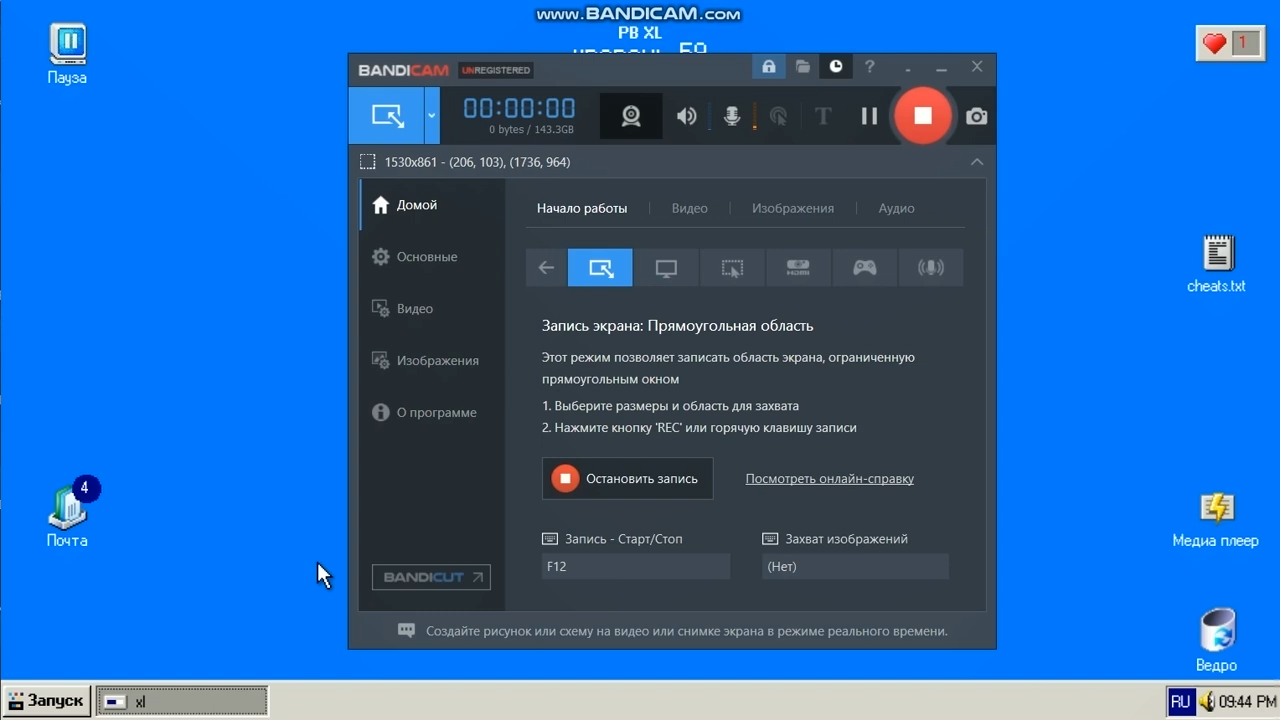 www.BANDICAM.com
PB XL
уровень 59
Пауза
1
BANDICAM UNREGISTERED
?
00:00:00
0 bytes / 143.3GB
T
1530x861 - (206, 103), (1736, 964)
Домой
Основные
Видео
Изображения
О программе
BANDICUT
Начало работы
Видео
Изображения
Аудио
HDMI
Запись экрана: Прямоугольная область
Этот режим позволяет записать область экрана, ограниченную
прямоугольным окном
1. Выберите размеры и область для захвата
2. Нажмите кнопку 'REC' или горячую клавишу записи
Остановить запись
Посмотреть онлайн-справку
Запись - Старт/Стоп
Захват изображений
F12
(Нет)
Создайте рисунок или схему на видео или снимке экрана в режиме реального времени.
cheats.txt
4
Почта
Медиа плеер
Ведро
Запуск
xl
RU
09:44 PM